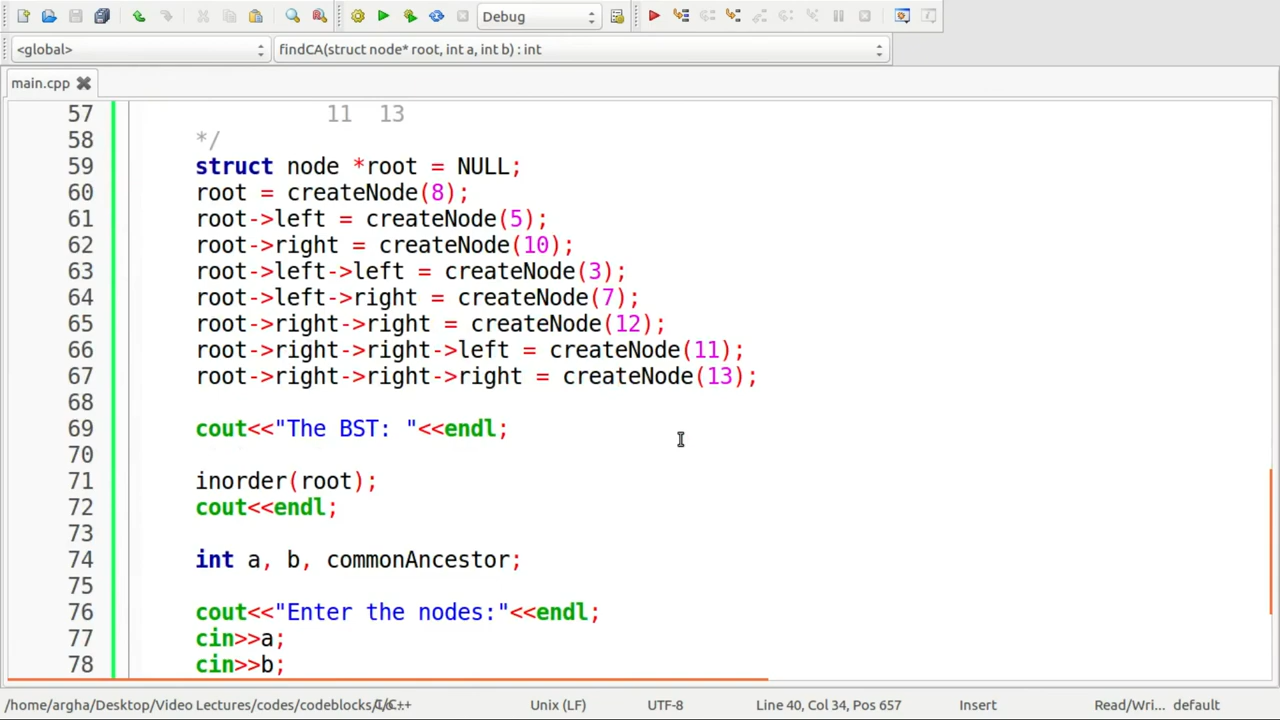 Debug
<global>
findCA(struct node* root, int a, int b) : int
main.cpp
57 11 13
58 */
59 struct node *root = NULL;
60 root = createNode(8);
61 root->left = createNode(5);
62 root->right = createNode(10);
63 root->left->left = createNode(3);
64 root->left->right = createNode(7);
65 root->right->right = createNode(12);
66 root->right->right->left = createNode(11);
67 root->right->right->right = createNode(13);
68
69 cout<<"The BST: "<<endl;
70
71 inorder(root);
72 cout<<endl;
73
74 int a, b, commonAncestor;
75
76 cout<<"Enter the nodes:"<<endl;
77 cin>>a;
78 cin>>b;
/home/argha/Desktop/Video Lectures/codes/codeblocks/ C/C++ Unix (LF) UTF-8 Line 40, Col 34, Pos 657 Insert Read/Wri... default